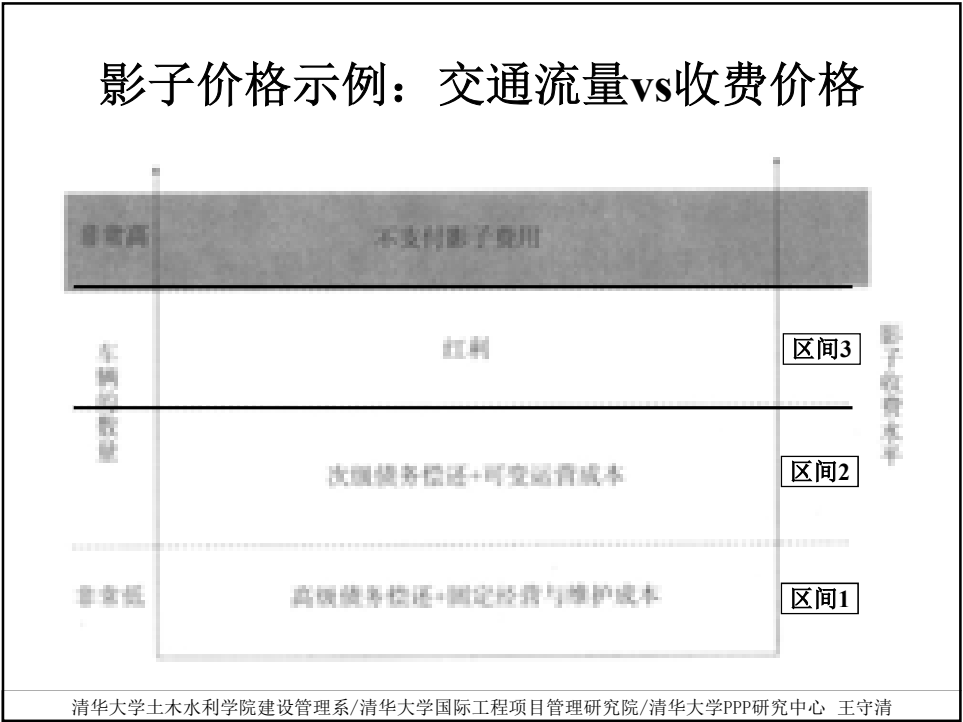 影子价格示例：交通流量vs收费价格
非常高
不支付影子费用
红利
区间3
车辆的数量
影子收费水平
次级债务偿还+可变运营成本
区间2
非常低
高级债务偿还+固定经营与维护成本
区间1
清华大学土木水利学院建设管理系/清华大学国际工程项目管理研究院/清华大学PPP研究中心 王守清